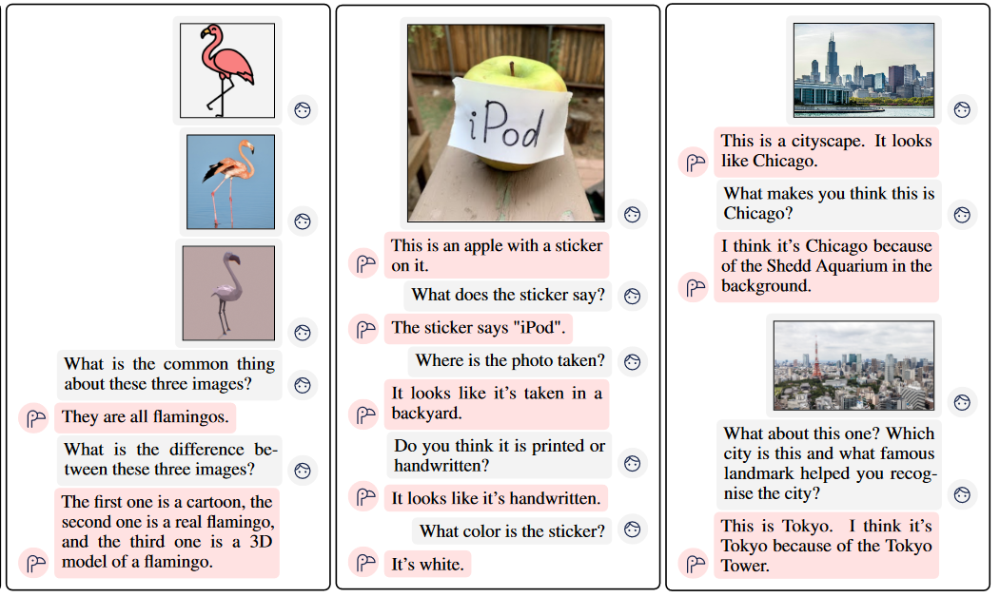 What is the common thing
about these three images?
They are all flamingos.
What is the difference be-
tween these three images?
The first one is a cartoon, the
second one is a real flamingo,
and the third one is a 3D
model of a flamingo.
iPod
This is an apple with a sticker
on it.
What does the sticker say?
The sticker says "iPod".
Where is the photo taken?
It looks like it's taken in a
backyard.
Do you think it is printed or
handwritten?
It looks like it's handwritten.
What color is the sticker?
It's white.
This is a cityscape. It looks
like Chicago.
What makes you think this is
Chicago?
I think it's Chicago because
of the Shedd Aquarium in the
background.
What about this one? Which
city is this and what famous
landmark helped you recog-
nise the city?
This is Tokyo. I think it's
Tokyo because of the Tokyo
Tower.